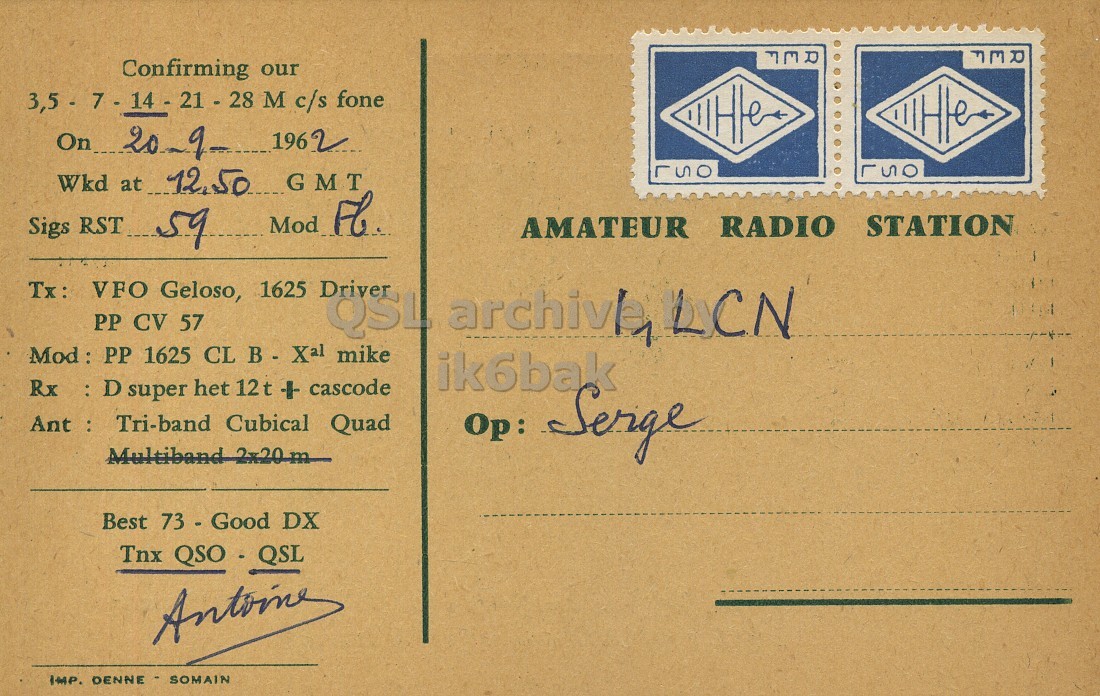 Confirming our
3,5 - 7 - 14 - 21 - 28 M c/s fone
On 20-9- 1962
Wkd at 12.50 G M T
Sigs RST 59 Mod Fb.
Tx : VFO Geloso, 1625 Driver
PP CV 57
Mod : PP 1625 CL B - Xal mike
Rx : D super het 12 t + cascode
Ant : Tri-band Cubical Quad
Multiband 2x20 m
Best 73 - Good DX
Tnx QSO - QSL
Antoine
IMP. DENNE - SOMAIN
REF
QSL
REF
QSL
AMATEUR RADIO STATION
I1 LCN
Op : Serge
QSL archive by
ik6bak